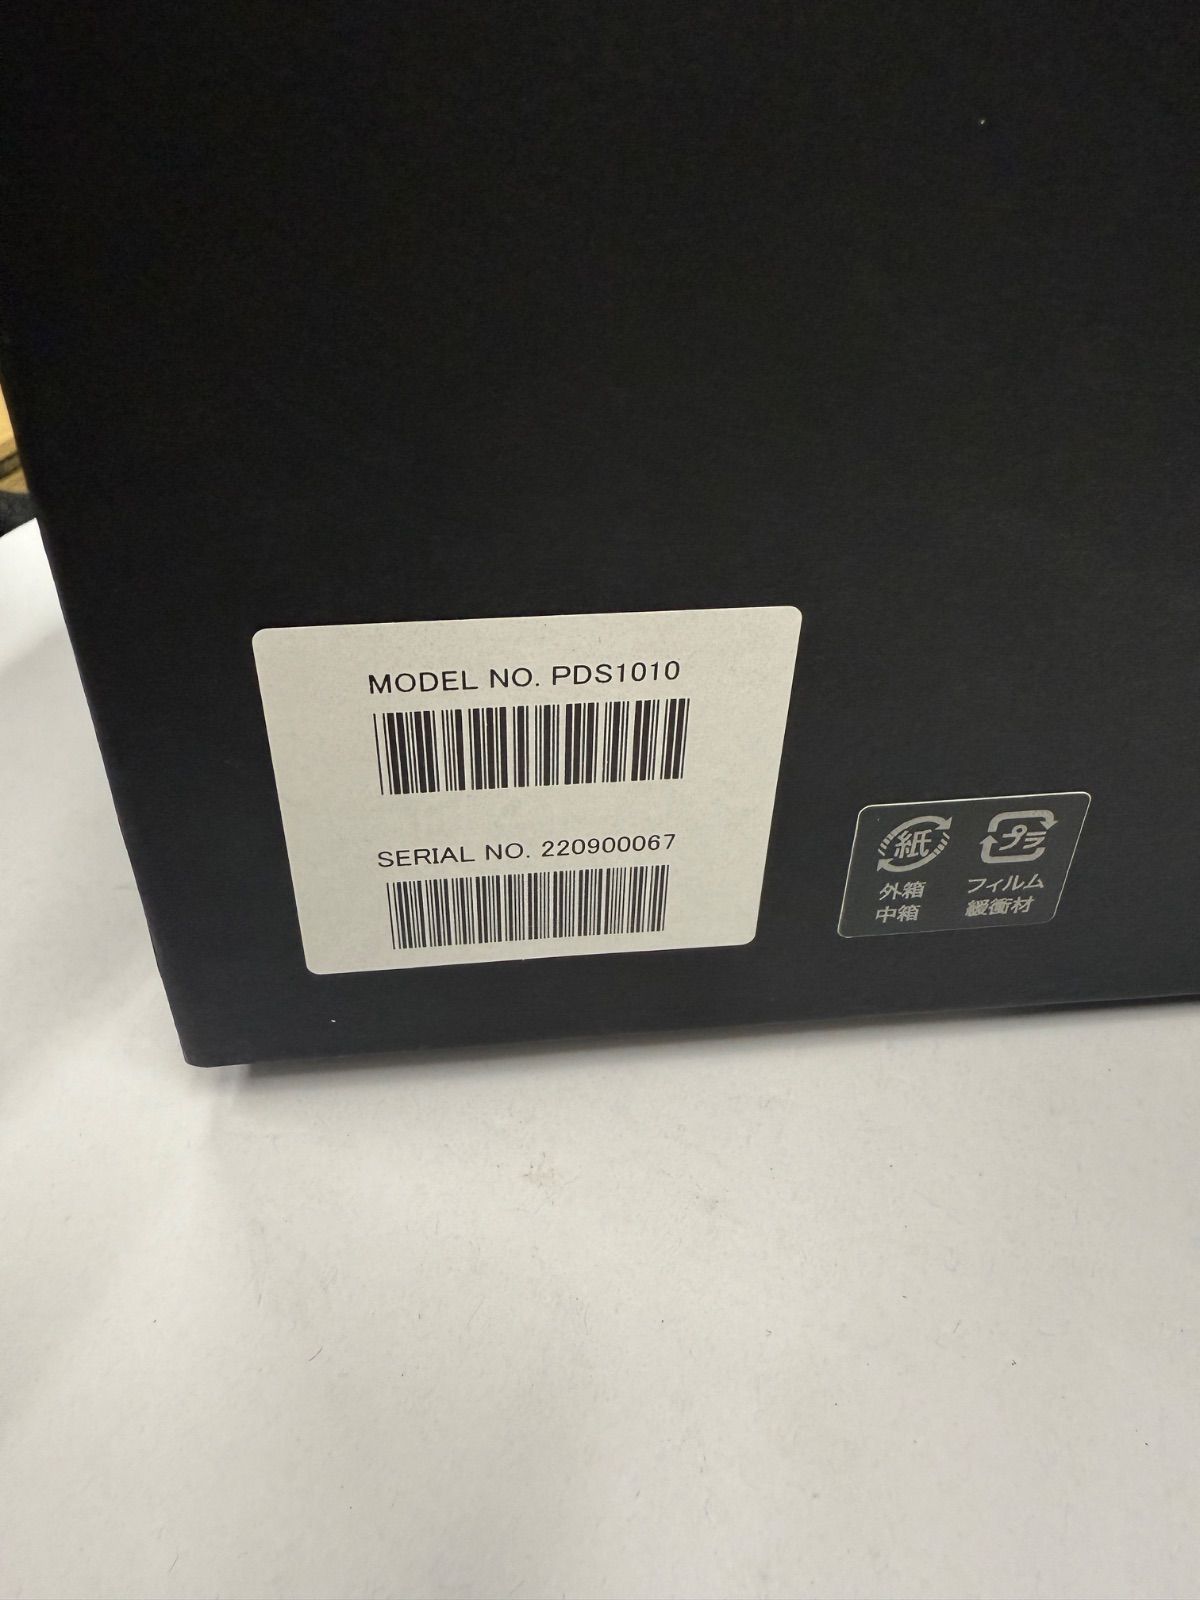 MODEL NO. PDS1010
SERIAL NO. 220900067
紙 プラ
外箱 フィルム
中箱 緩衝材